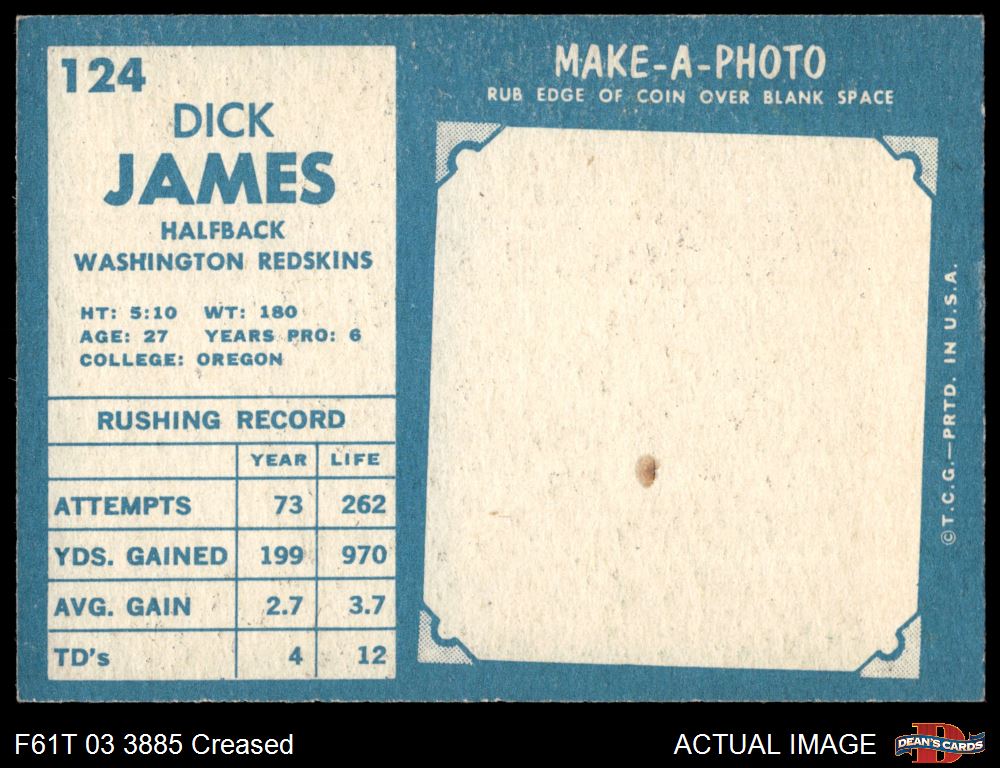 124
DICK
JAMES
HALFBACK
WASHINGTON REDSKINS
HT: 5:10 WT: 180
AGE: 27 YEARS PRO: 6
COLLEGE: OREGON
RUSHING RECORD
YEAR LIFE
ATTEMPTS 73 262
YDS. GAINED 199 970
AVG. GAIN 2.7 3.7
TD's 4 12
MAKE-A-PHOTO
RUB EDGE OF COIN OVER BLANK SPACE
©T.C.G.—PRTD. IN U.S.A.
F61T 03 3885 Creased
ACTUAL IMAGE
D
DEAN'S CARDS